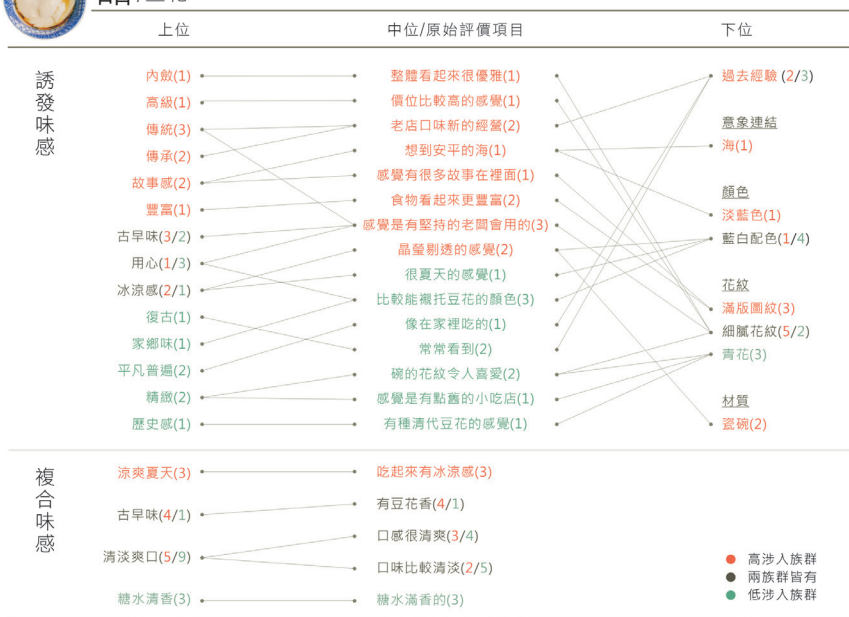 上位 中位/原始評價項目 下位
誘發味感
內斂(1) 整體看起來很優雅(1) 過去經驗 (2/3)
高級(1) 價位比較高的感覺(1)
傳統(3) 老店口味新的經營(2) 意象連結
傳承(2) 想到安平的海(1) 海(1)
故事感(2) 感覺有很多故事在裡面(1) 顏色
豐富(1) 食物看起來更豐富(2) 淡藍色(1)
古早味(3/2) 感覺是有堅持的老闆會用的(3) 藍白配色(1/4)
用心(1/3) 晶瑩剔透的感覺(2)
冰涼感(2/1) 很夏天的感覺(1) 花紋
復古(1) 比較能襯托豆花的顏色(3) 滿版圖紋(3)
家鄉味(1) 像在家裡吃的(1) 細膩花紋(5/2)
平凡普遍(2) 常常看到(2) 青花(3)
精緻(2) 碗的花紋令人喜愛(2)
感覺是有點舊的小吃店(1) 材質
歷史感(1) 有種清代豆花的感覺(1) 瓷碗(2)
複合味感
涼爽夏天(3) 吃起來有冰涼感(3)
古早味(4/1) 有豆花香(4/1)
清淡爽口(5/9) 口感很清爽(3/4)
口味比較清淡(2/5)
糖水清香(3) 糖水滿香的(3)
高涉入族群
兩族群皆有
低涉入族群